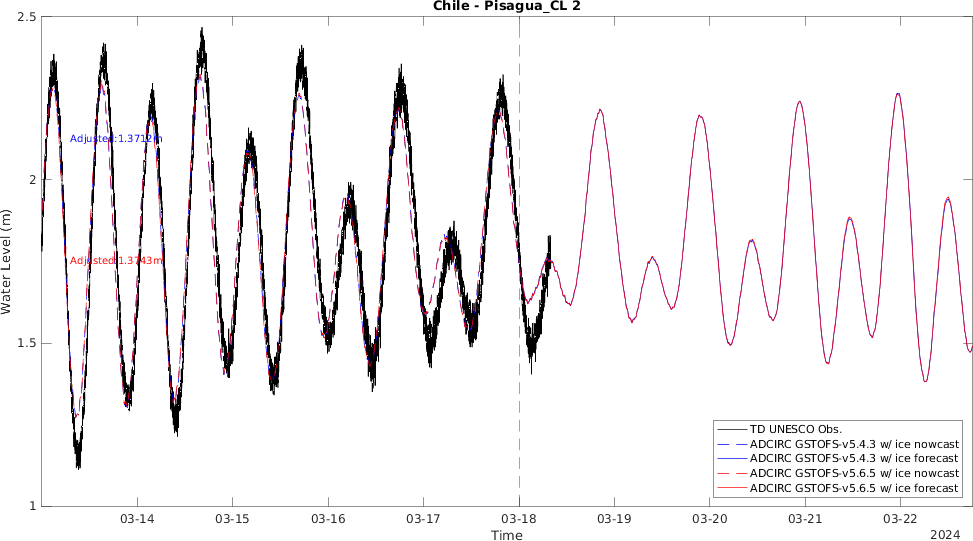 Chile - Pisagua_CL 2
2.5
2
1.5
1
Water Level (m)
Adjusted:1.3712m
Adjusted:1.3743m
TD UNESCO Obs.
ADCIRC GSTOFS-v5.4.3 w/ ice nowcast
ADCIRC GSTOFS-v5.4.3 w/ ice forecast
ADCIRC GSTOFS-v5.6.5 w/ ice nowcast
ADCIRC GSTOFS-v5.6.5 w/ ice forecast
03-14 03-15 03-16 03-17 03-18 03-19 03-20 03-21 03-22
Time
2024